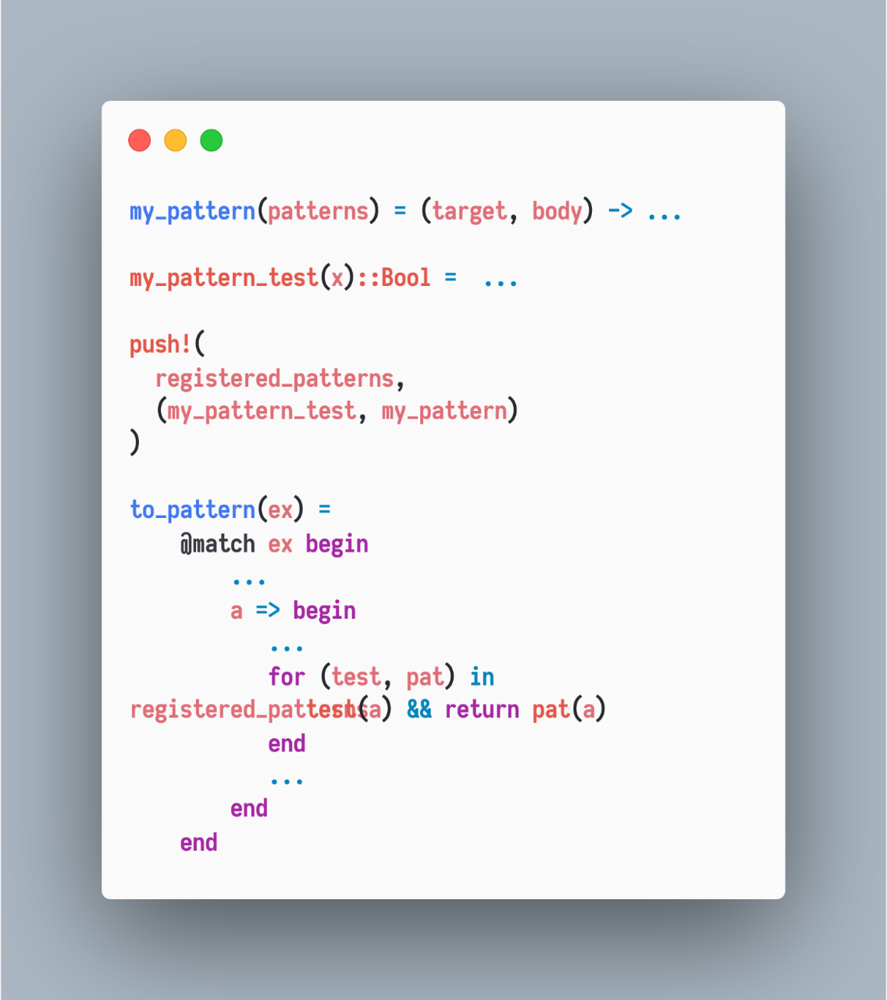 my_pattern(patterns) = (target, body) -> ...
my_pattern_test(x)::Bool =  ...
push!(
  registered_patterns,
  (my_pattern_test, my_pattern)
)
to_pattern(ex) =
    @match ex begin
        ...
        a => begin
           ...
           for (test, pat) in
registered_patterns
test(a) && return pat(a)
           end
           ...
        end
    end